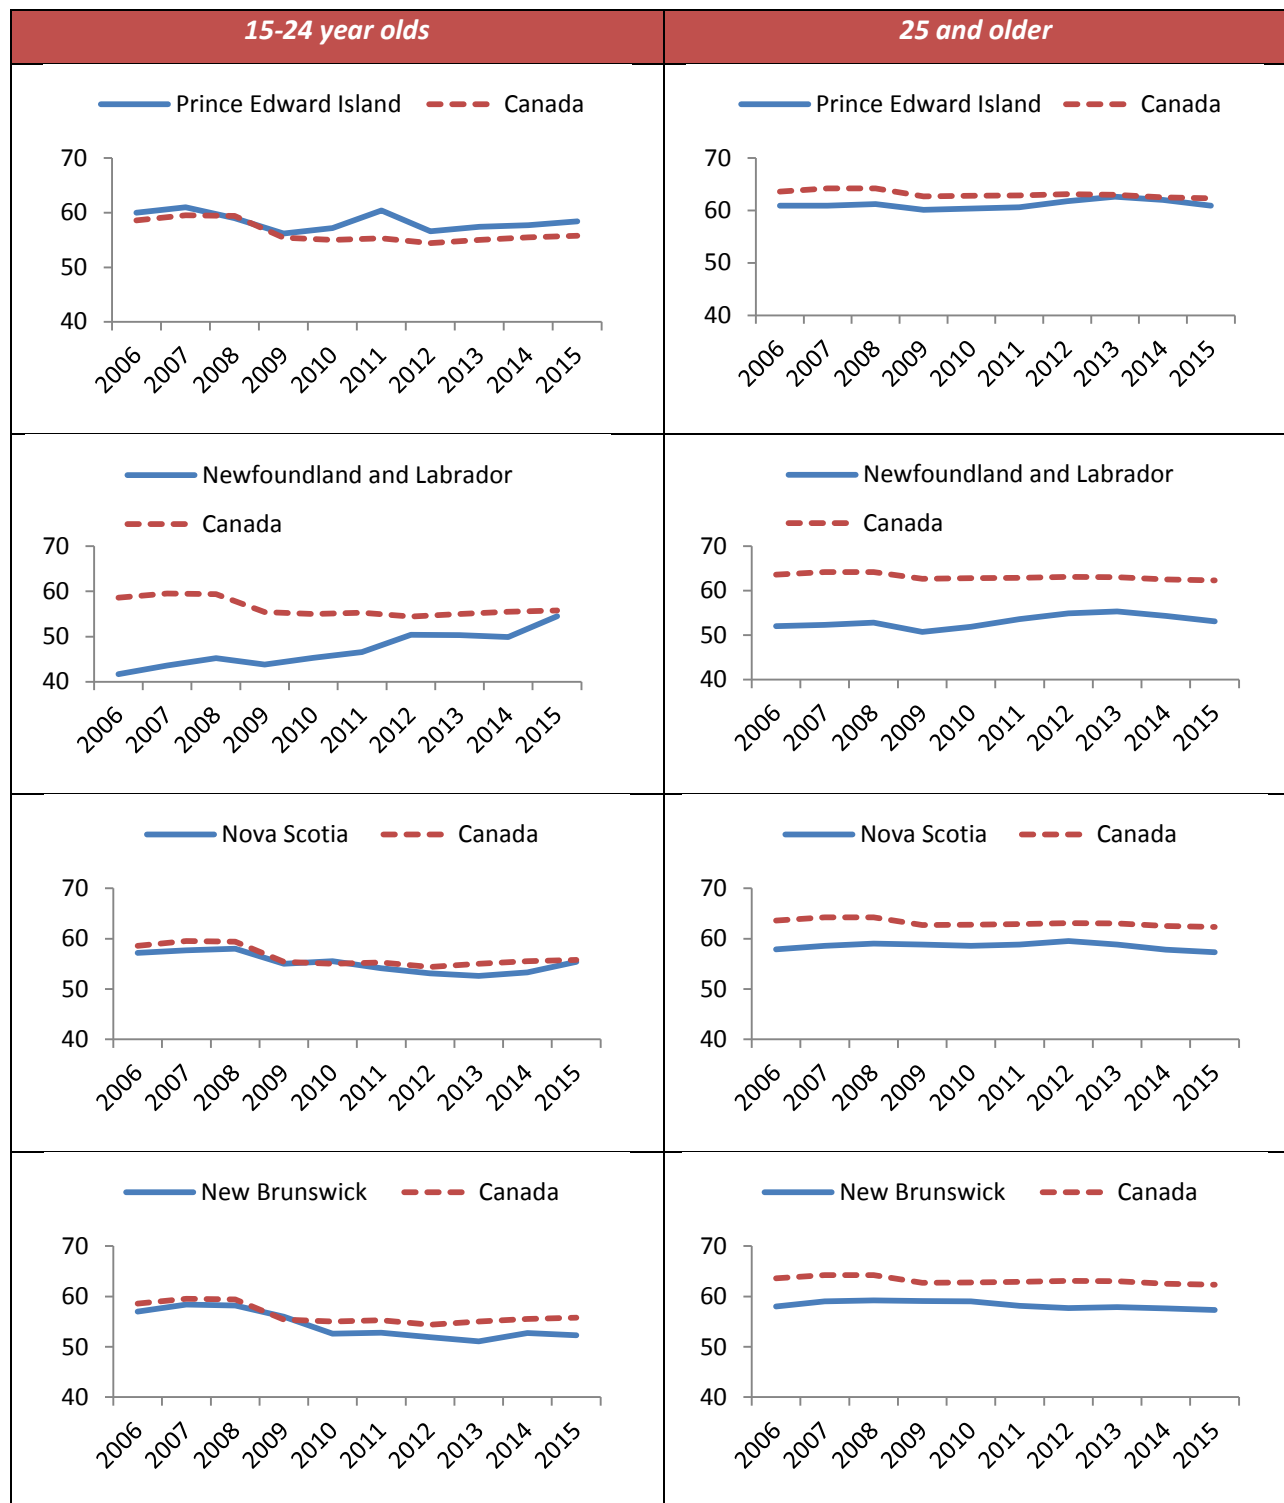 15-24 year olds
25 and older
Prince Edward Island Canada
70
60
50
40
2006 2007 2008 2009 2010 2011 2012 2013 2014 2015
Prince Edward Island Canada
70
60
50
40
2006 2007 2008 2009 2010 2011 2012 2013 2014 2015
Newfoundland and Labrador
Canada
70
60
50
40
2006 2007 2008 2009 2010 2011 2012 2013 2014 2015
Newfoundland and Labrador
Canada
70
60
50
40
2006 2007 2008 2009 2010 2011 2012 2013 2014 2015
Nova Scotia Canada
70
60
50
40
2006 2007 2008 2009 2010 2011 2012 2013 2014 2015
Nova Scotia Canada
70
60
50
40
2006 2007 2008 2009 2010 2011 2012 2013 2014 2015
New Brunswick Canada
70
60
50
40
2006 2007 2008 2009 2010 2011 2012 2013 2014 2015
New Brunswick Canada
70
60
50
40
2006 2007 2008 2009 2010 2011 2012 2013 2014 2015